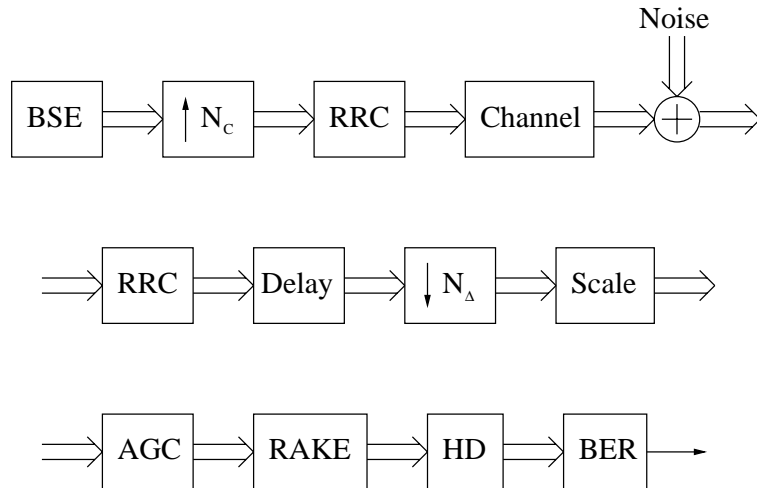 Noise
BSE ↑ N_C RRC Channel +
RRC Delay ↓ N_Δ Scale
AGC RAKE HD BER